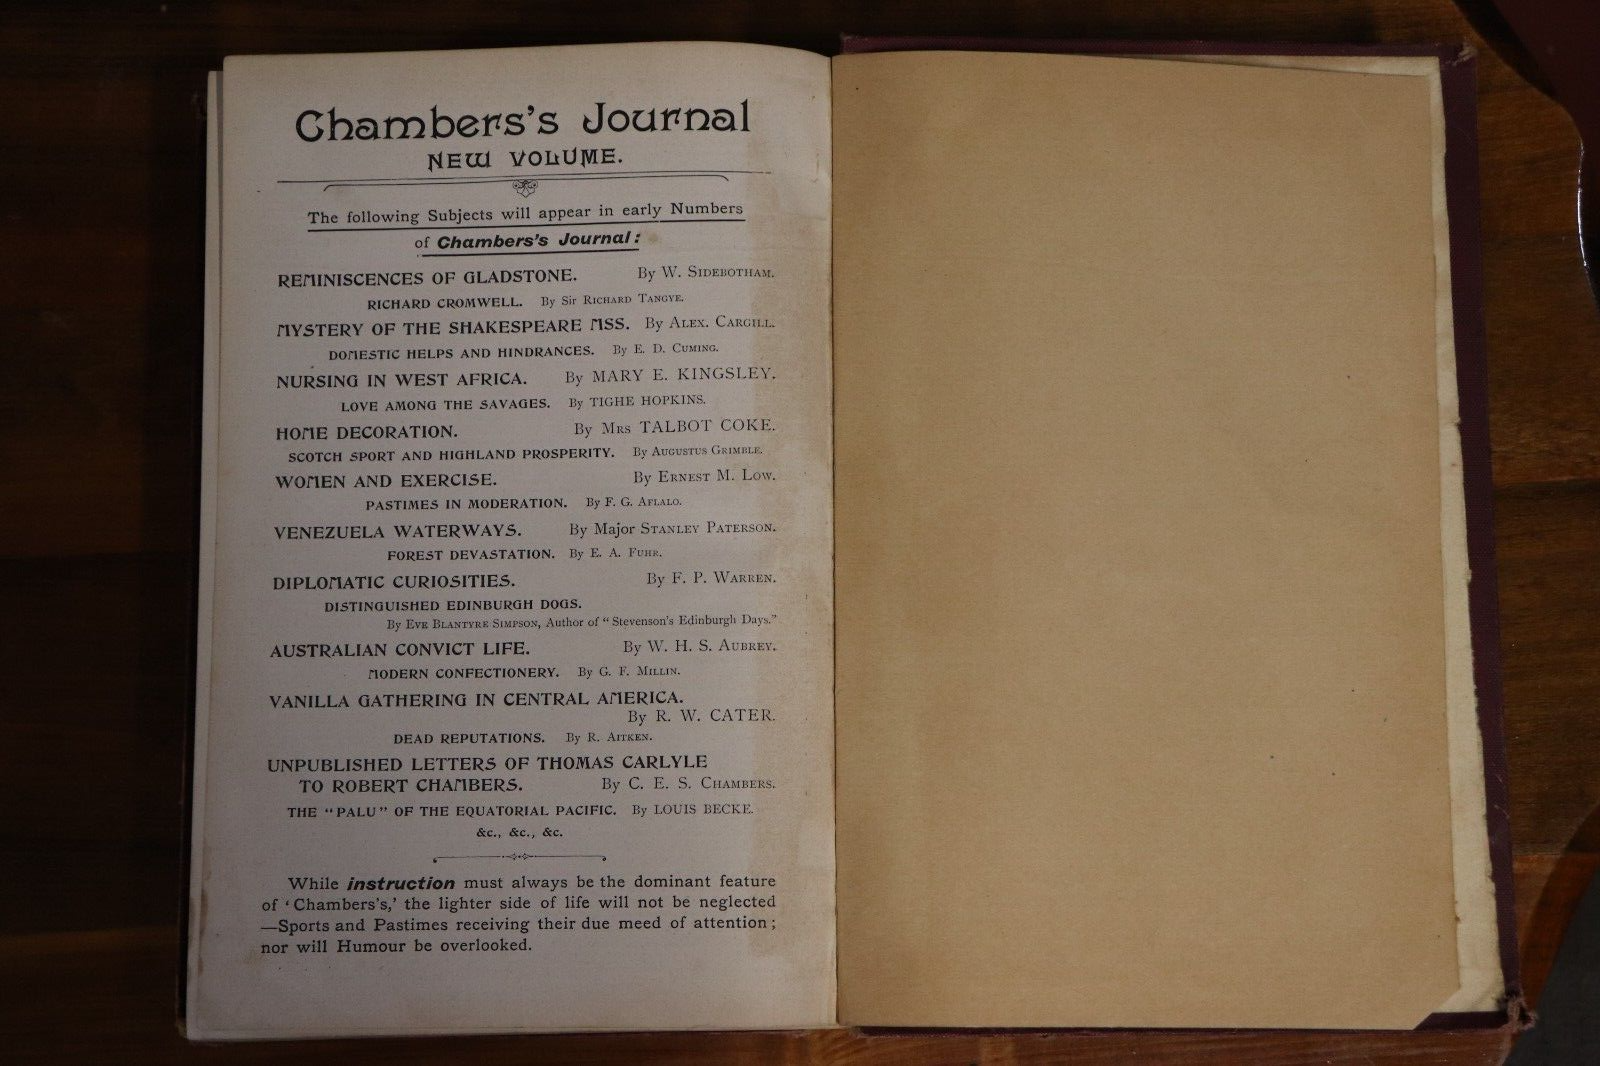 Chambers's Journal
NEW VOLUME.
The following Subjects will appear in early Numbers
of Chambers's Journal:
REMINISCENCES OF GLADSTONE. By W. SIDEBOTHAM.
RICHARD CROMWELL. By Sir RICHARD TANGYE.
MYSTERY OF THE SHAKESPEARE MSS. By ALEX. CARGILL.
DOMESTIC HELPS AND HINDRANCES. By E. D. CUMING.
NURSING IN WEST AFRICA. By MARY E. KINGSLEY.
LOVE AMONG THE SAVAGES. By TIGHE HOPKINS.
HOME DECORATION. By MRS TALBOT COKE.
SCOTCH SPORT AND HIGHLAND PROSPERITY. By AUGUSTUS GRIMBLE.
WOMEN AND EXERCISE. By ERNEST M. LOW.
PASTIMES IN MODERATION. By F. G. AFLALO.
VENEZUELA WATERWAYS. By Major STANLEY PATERSON.
FOREST DEVASTATION. By E. A. FUHR.
DIPLOMATIC CURIOSITIES. By F. P. WARREN.
DISTINGUISHED EDINBURGH DOGS.
By EVE BLANTYRE SIMPSON, Author of "Stevenson's Edinburgh Days."
AUSTRALIAN CONVICT LIFE. By W. H. S. AUBREY.
MODERN CONFECTIONERY. By G. F. MILLIN.
VANILLA GATHERING IN CENTRAL AMERICA.
By R. W. CATER.
DEAD REPUTATIONS. By R. AITKEN.
UNPUBLISHED LETTERS OF THOMAS CARLYLE
TO ROBERT CHAMBERS. By C. E. S. CHAMBERS.
THE "PALU" OF THE EQUATORIAL PACIFIC. By LOUIS BECKE.
&c., &c., &c.
While instruction must always be the dominant feature
of 'Chambers's,' the lighter side of life will not be neglected
—Sports and Pastimes receiving their due meed of attention;
nor will Humour be overlooked.